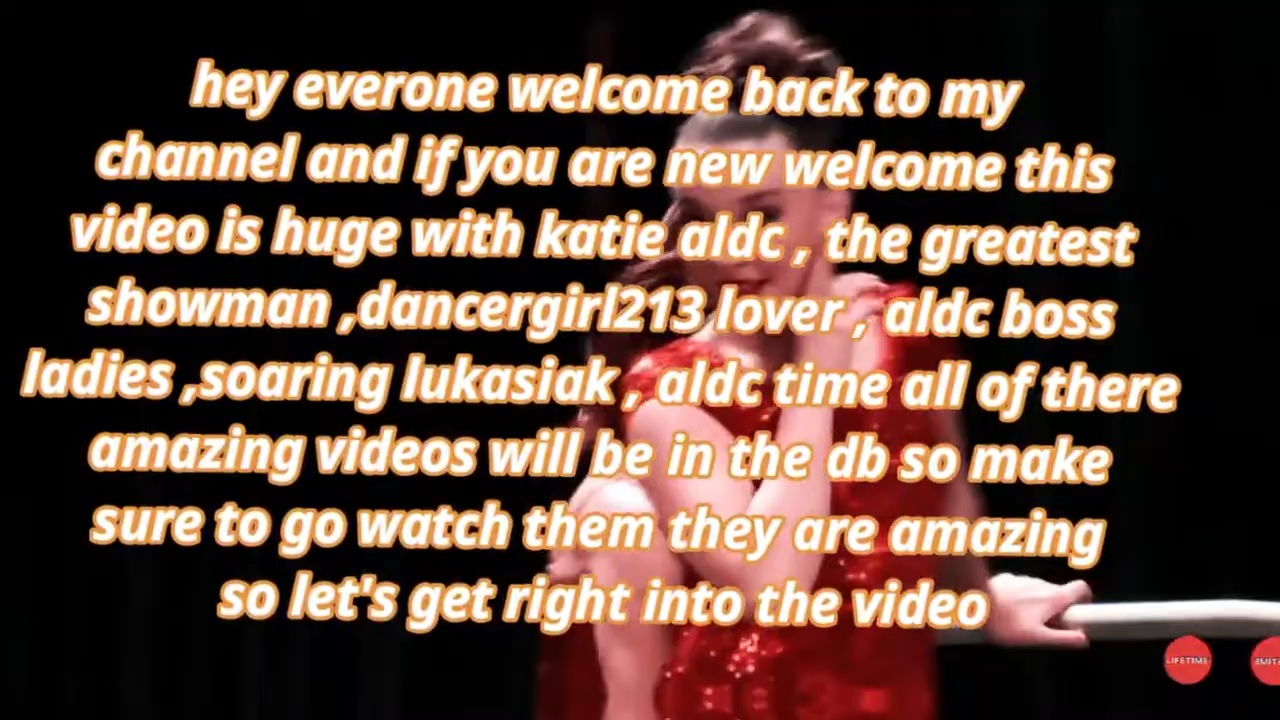 hey everone welcome back to my
channel and if you are new welcome this
video is huge with katie aldc , the greatest
showman ,dancergirl213 lover , aldc boss
ladies ,soaring lukasiak , aldc time all of there
amazing videos will be in the db so make
sure to go watch them they are amazing
so let's get right into the video
LIFETIME